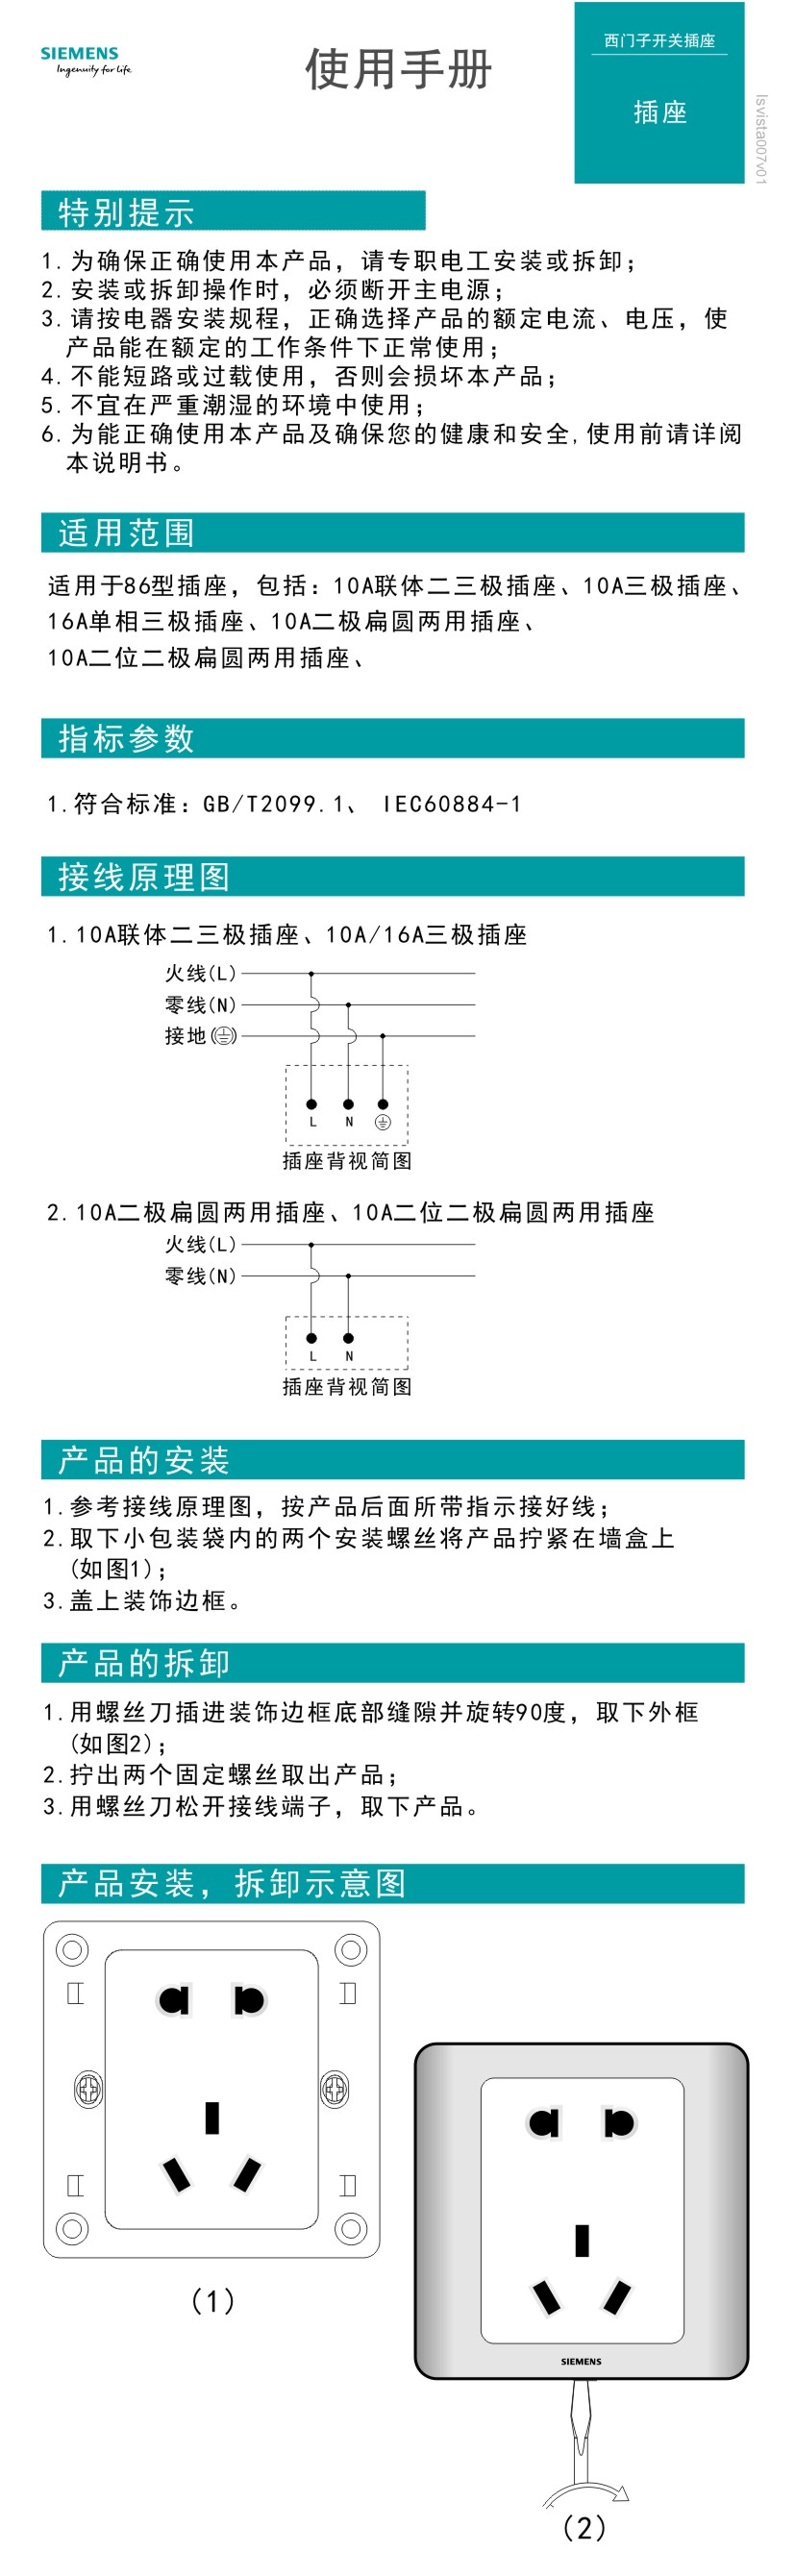 SIEMENS
Ingenuity for life
使用手册
西门子开关插座
插座
lsvista007v01
特别提示
1. 为确保正确使用本产品，请专职电工安装或拆卸；
2. 安装或拆卸操作时，必须断开主电源；
3. 请按电器安装规程，正确选择产品的额定电流、电压，使
产品能在额定的工作条件下正常使用；
4. 不能短路或过载使用，否则会损坏本产品；
5. 不宜在严重潮湿的环境中使用；
6. 为能正确使用本产品及确保您的健康和安全,使用前请详阅
本说明书。
适用范围
适用于86型插座，包括：10A联体二三极插座、10A三极插座、
16A单相三极插座、10A二极扁圆两用插座、
10A二位二极扁圆两用插座、
指标参数
1.符合标准：GB/T2099.1、 IEC60884-1
接线原理图
1.10A联体二三极插座、10A/16A三极插座
火线(L)
零线(N)
接地(⏚)
L N ⏚
插座背视简图
2.10A二极扁圆两用插座、10A二位二极扁圆两用插座
火线(L)
零线(N)
L N
插座背视简图
产品的安装
1.参考接线原理图，按产品后面所带指示接好线；
2.取下小包装袋内的两个安装螺丝将产品拧紧在墙盒上
(如图1)；
3.盖上装饰边框。
产品的拆卸
1.用螺丝刀插进装饰边框底部缝隙并旋转90度，取下外框
(如图2)；
2.拧出两个固定螺丝取出产品；
3.用螺丝刀松开接线端子，取下产品。
产品安装，拆卸示意图
(1)
SIEMENS
(2)